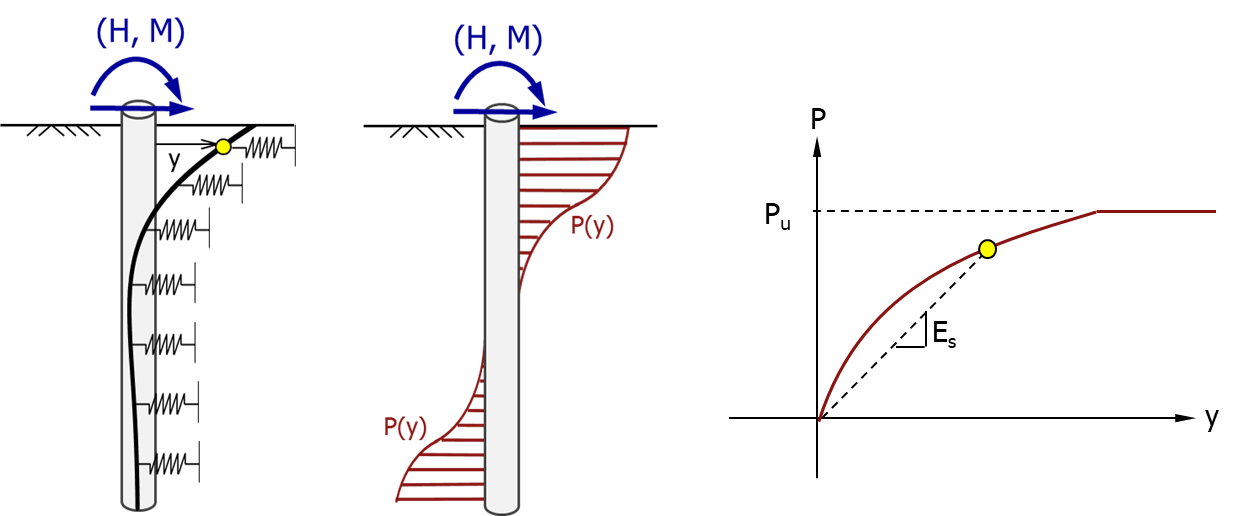 (H, M)
y
(H, M)
P(y)
P(y)
P
Pu
Es
y